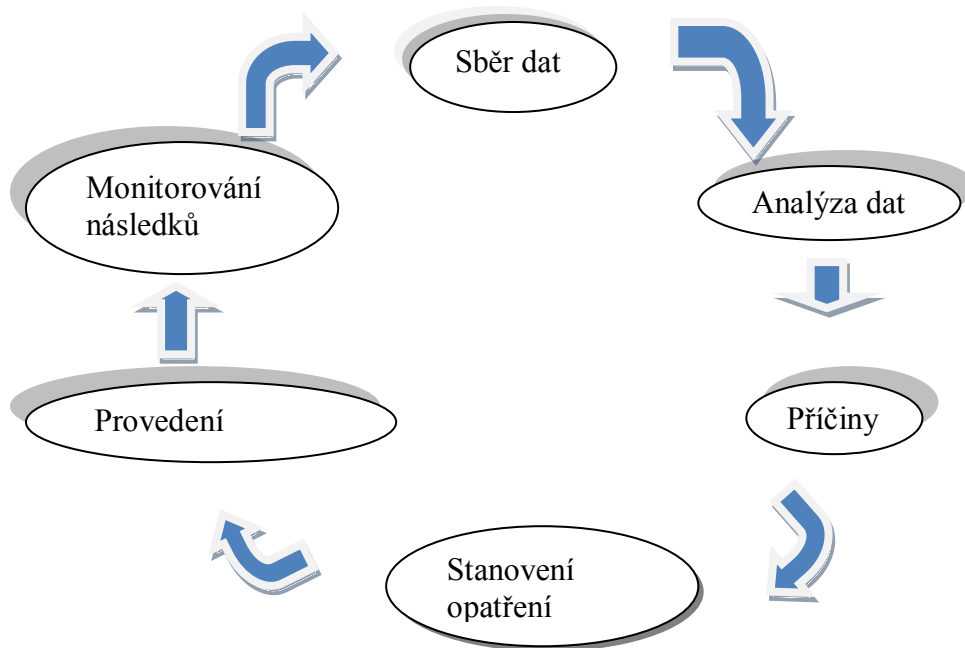 Sběr dat
Analýza dat
Příčiny
Stanovení
opatření
Provedení
Monitorování
následků